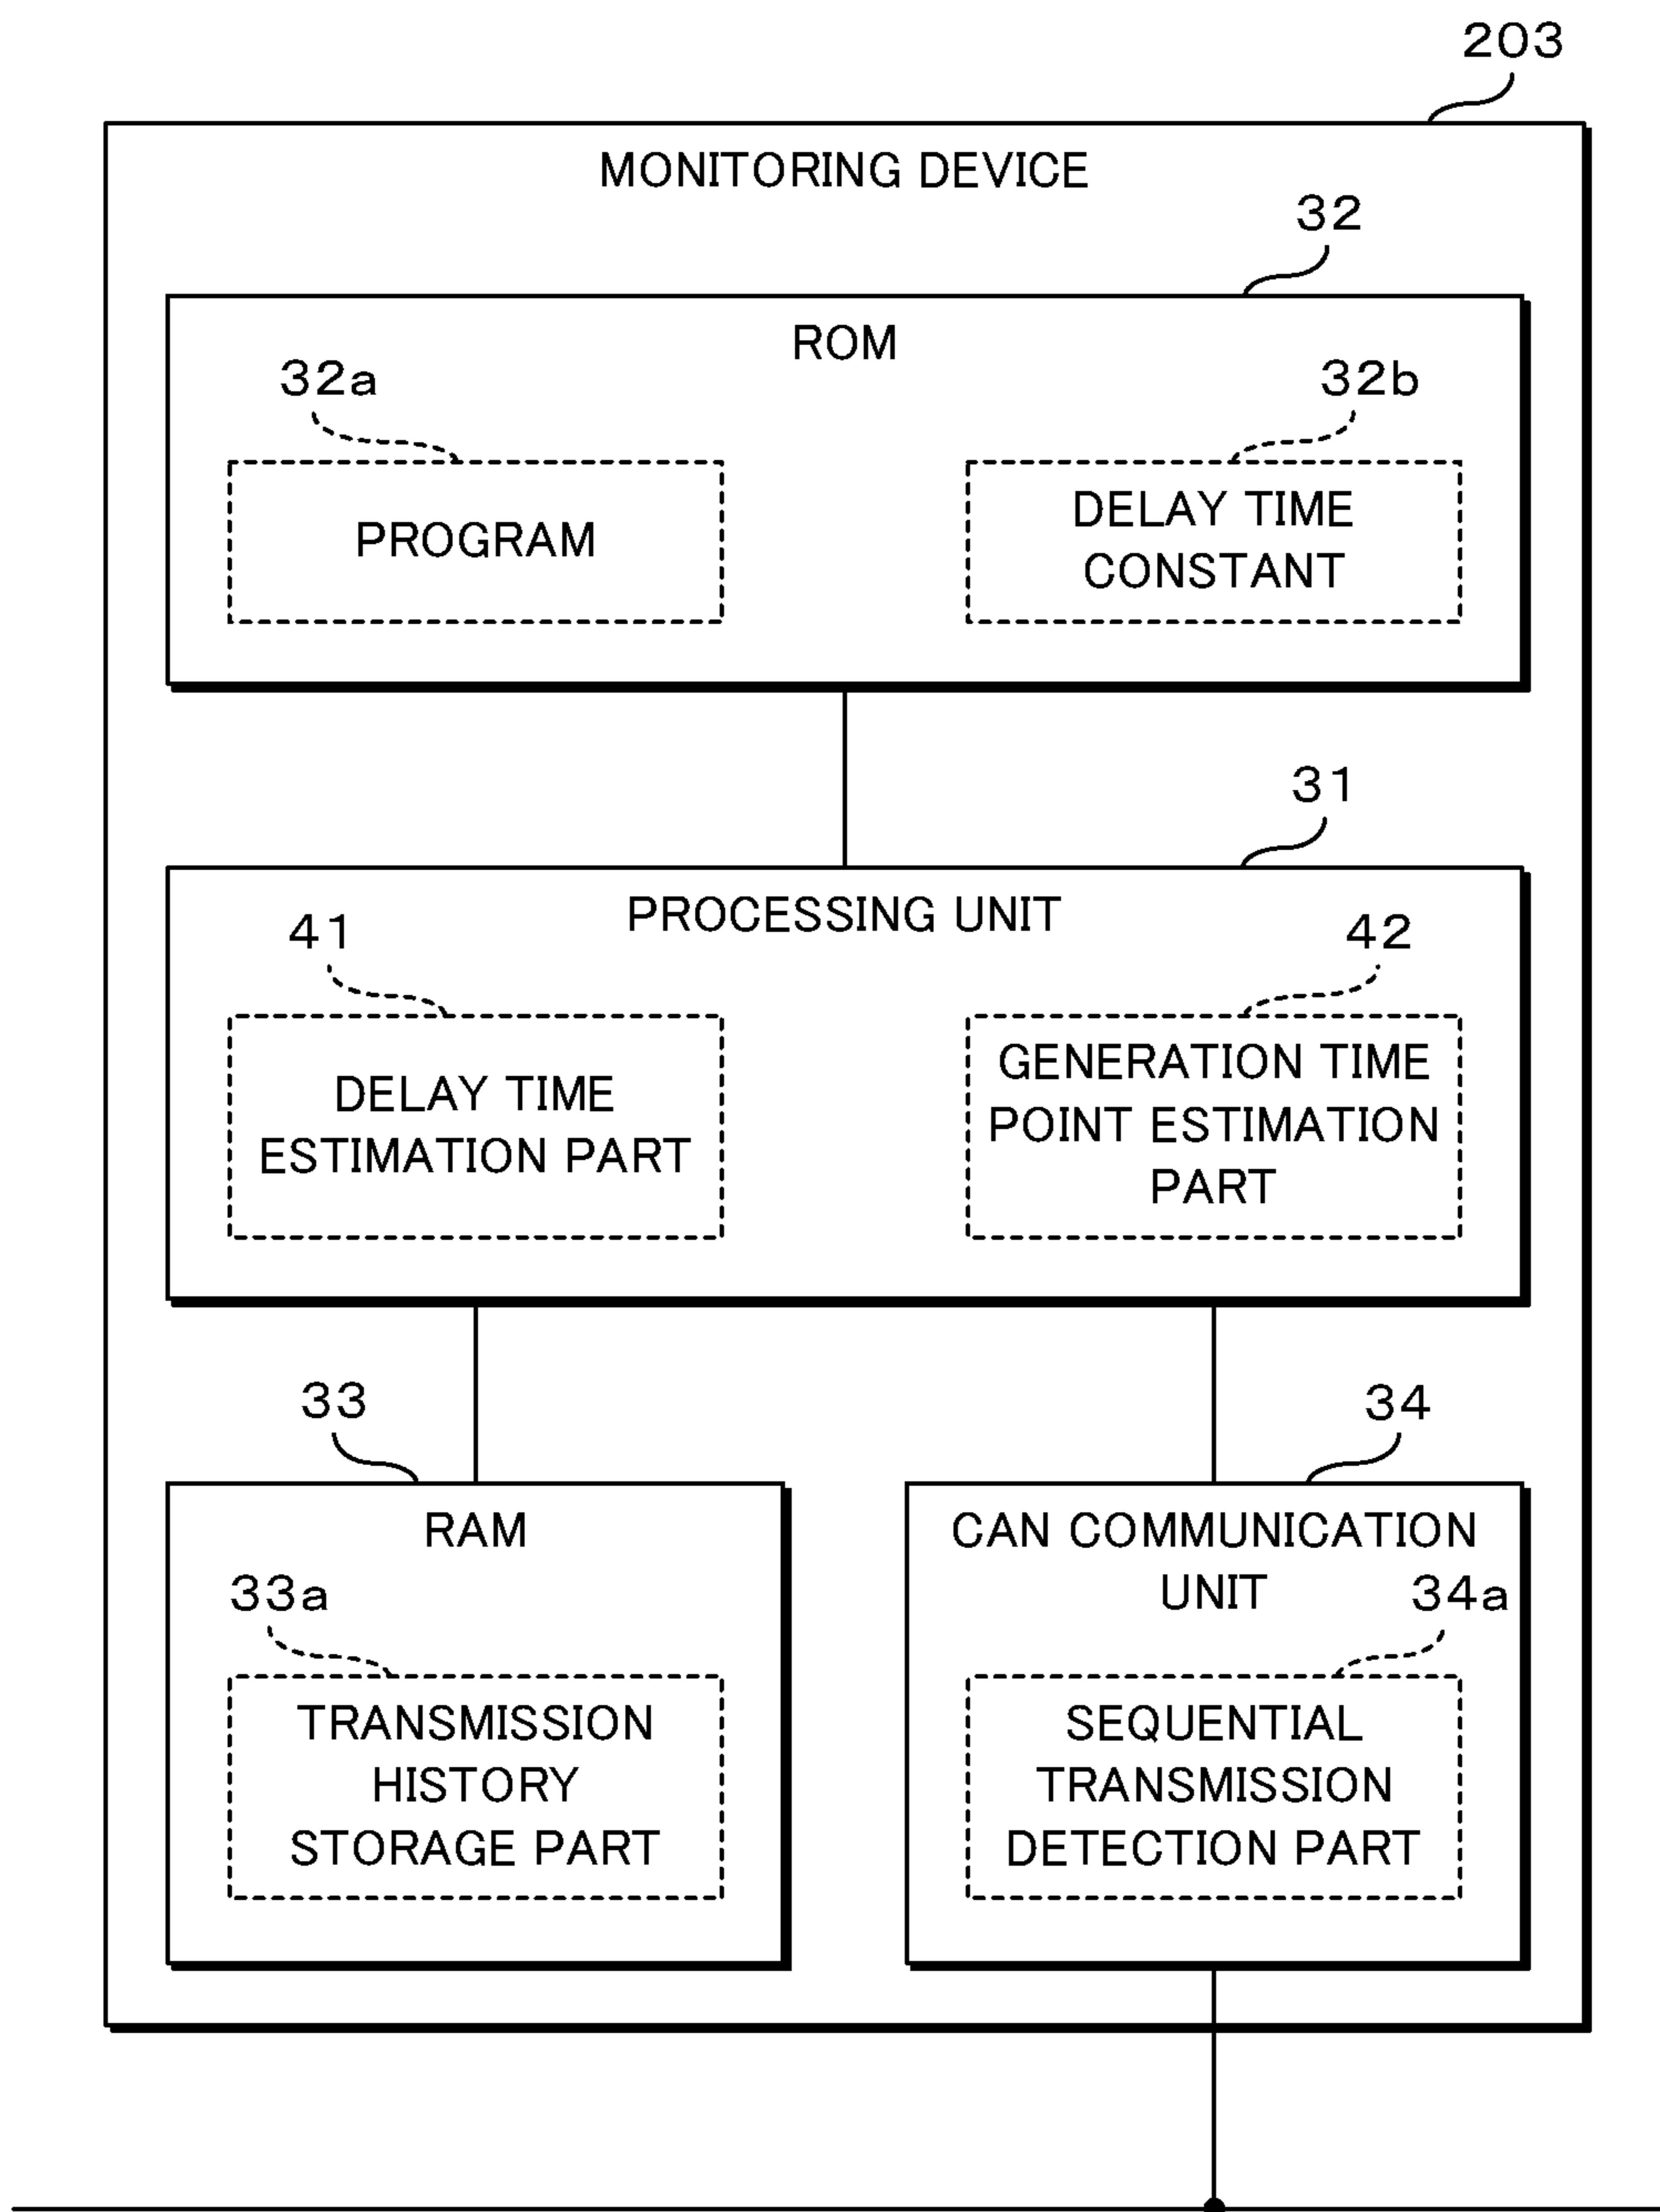 203
MONITORING DEVICE
32
ROM
32a
32b
PROGRAM
DELAY TIME
CONSTANT
31
PROCESSING UNIT
41
42
DELAY TIME
ESTIMATION PART
GENERATION TIME
POINT ESTIMATION
PART
33
34
RAM
33a
TRANSMISSION
HISTORY
STORAGE PART
CAN COMMUNICATION
UNIT
34a
SEQUENTIAL
TRANSMISSION
DETECTION PART